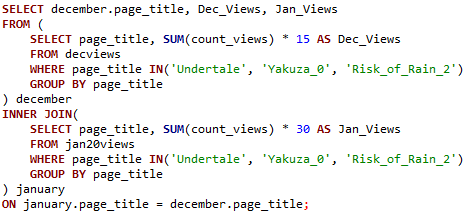 SELECT december.page_title, Dec_Views, Jan_Views
FROM (
    SELECT page_title, SUM(count_views) * 15 AS Dec_Views
    FROM decviews
    WHERE page_title IN('Undertale', 'Yakuza_0', 'Risk_of_Rain_2')
    GROUP BY page_title
) december
INNER JOIN(
    SELECT page_title, SUM(count_views) * 30 AS Jan_Views
    FROM jan20views
    WHERE page_title IN('Undertale', 'Yakuza_0', 'Risk_of_Rain_2')
    GROUP BY page_title
) january
ON january.page_title = december.page_title;